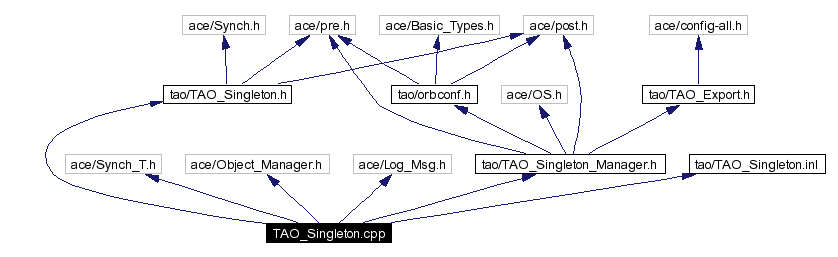 ace/Synch.h
ace/pre.h
ace/Basic_Types.h
ace/post.h
ace/config-all.h
tao/TAO_Singleton.h
tao/orbconf.h
ace/OS.h
tao/TAO_Export.h
ace/Synch_T.h
ace/Object_Manager.h
ace/Log_Msg.h
tao/TAO_Singleton_Manager.h
tao/TAO_Singleton.inl
TAO_Singleton.cpp